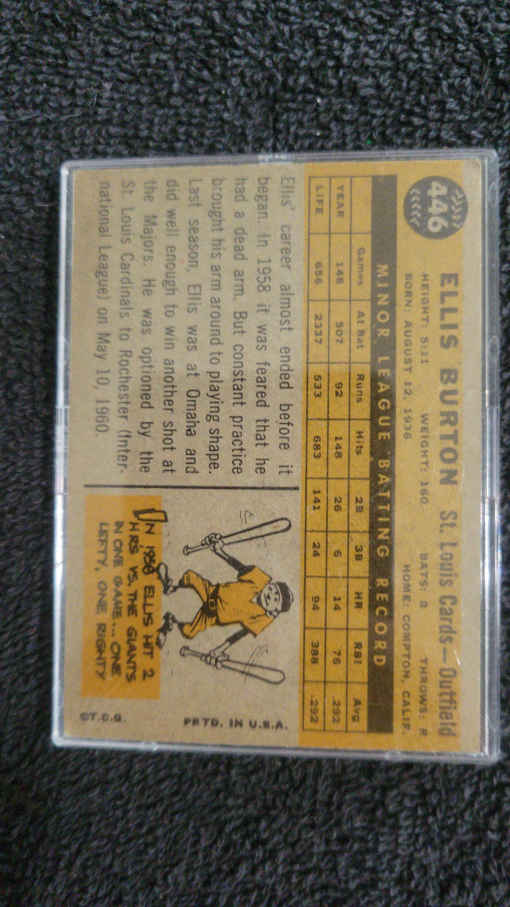 446
ELLIS BURTON St. Louis Cards—Outfield
HEIGHT: 5:11 WEIGHT: 160 BATS: B THROWS: R
BORN: AUGUST 12, 1936 HOME: COMPTON, CALIF.
MINOR LEAGUE BATTING RECORD
Games At Bat Runs Hits 2B 3B HR RBI Avg
YEAR 148 507 92 148 26 6 14 76 .292
LIFE 656 2337 533 683 141 24 94 388 .292
Ellis' career almost ended before it
began. In 1958 it was feared that he
had a dead arm. But constant practice
brought his arm around to playing shape.
Last season, Ellis was at Omaha and
did well enough to win another shot at
the Majors. He was optioned by the
St. Louis Cardinals to Rochester (Inter-
national League) on May 10, 1960.
IN 1958 ELLIS HIT 2
HRS VS. THE GIANTS
IN ONE GAME... ONE
LEFTY, ONE RIGHTY
©T.C.G. PRTD. IN U.S.A.